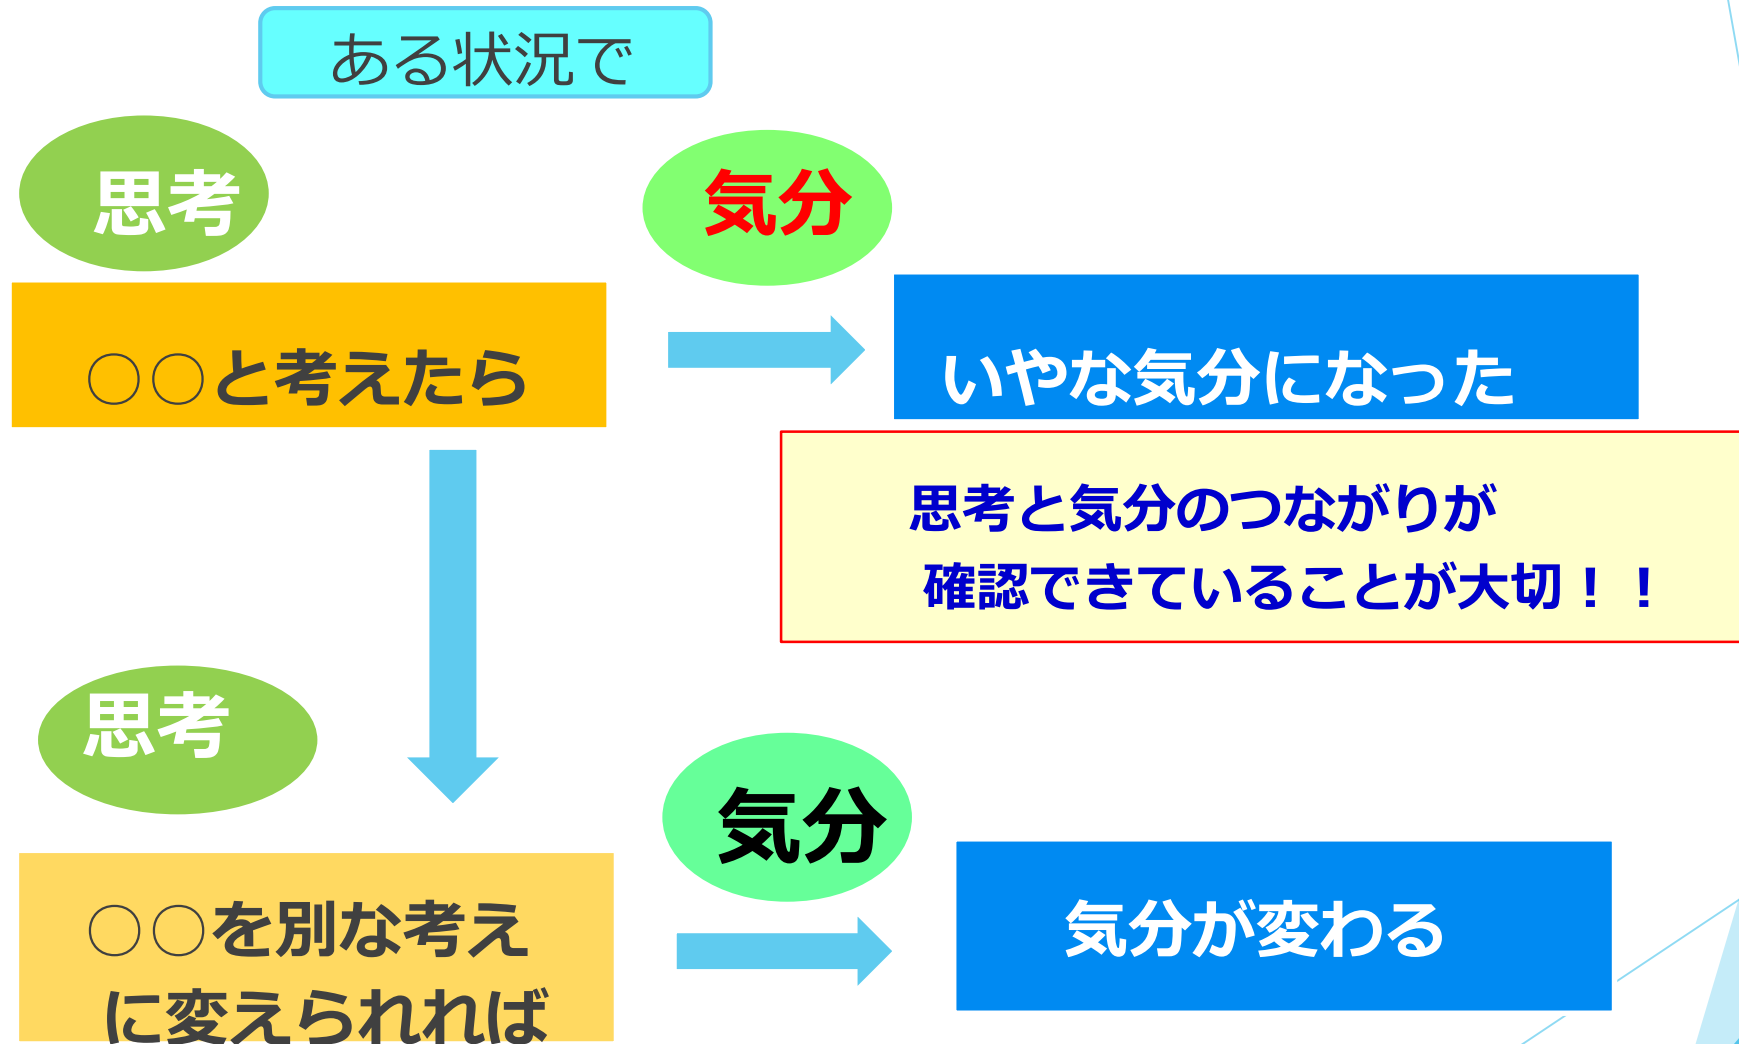 ある状況で
思考
気分
○○と考えたら
いやな気分になった
思考と気分のつながりが
確認できていることが大切！！
思考
気分
○○を別な考え
に変えられれば
気分が変わる